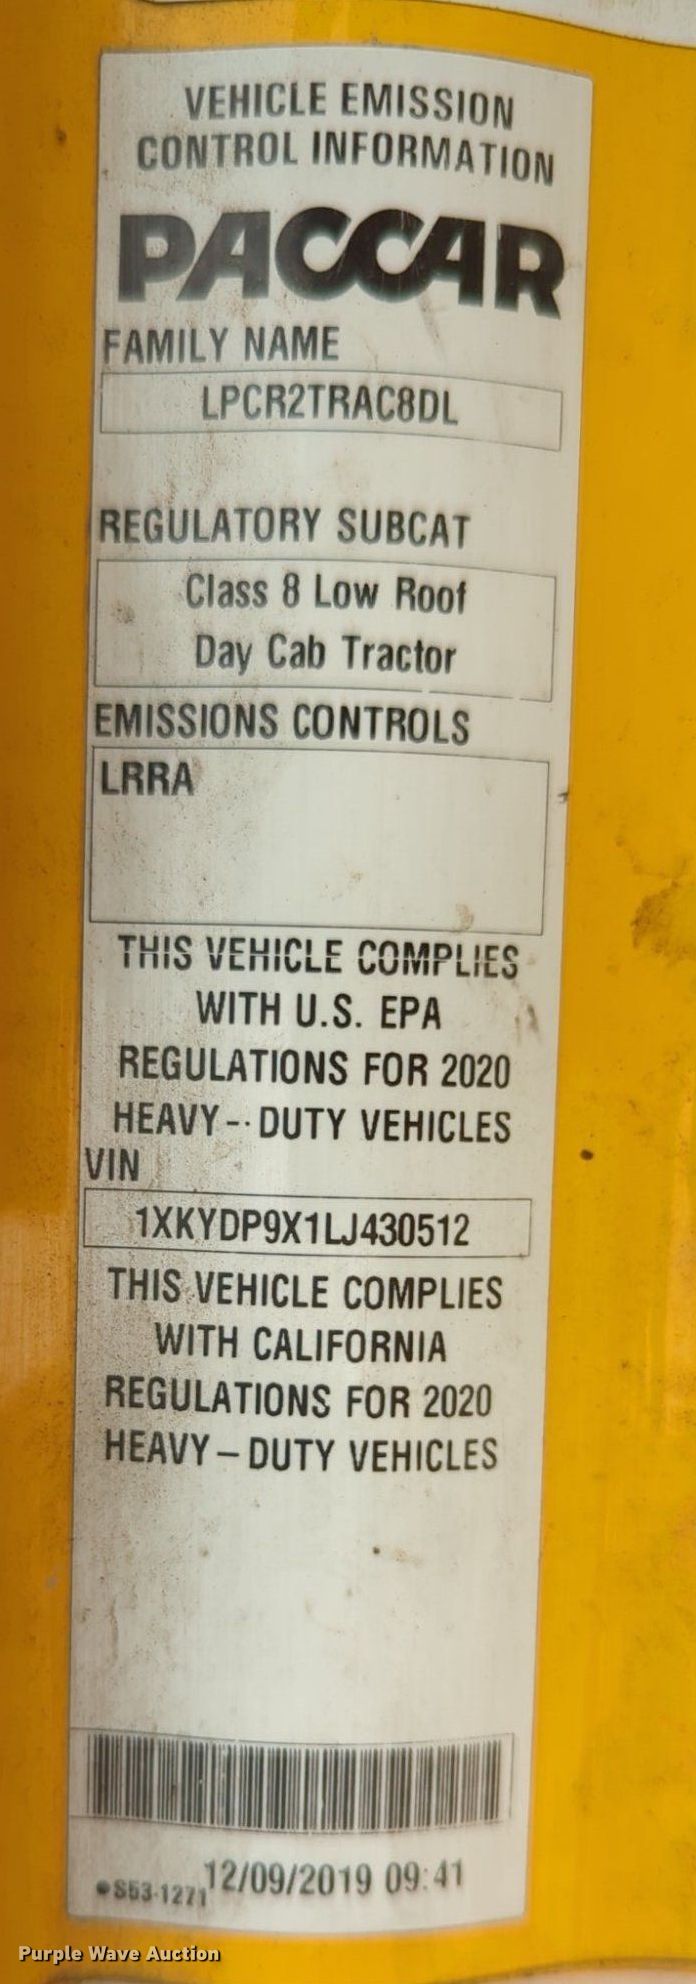 VEHICLE EMISSION
CONTROL INFORMATION
PACCAR
FAMILY NAME
LPCR2TRAC8DL
REGULATORY SUBCAT
Class 8 Low Roof
Day Cab Tractor
EMISSIONS CONTROLS
LRRA
THIS VEHICLE COMPLIES
WITH U.S. EPA
REGULATIONS FOR 2020
HEAVY-·DUTY VEHICLES
VIN
1XKYDP9X1LJ430512
THIS VEHICLE COMPLIES
WITH CALIFORNIA
REGULATIONS FOR 2020
HEAVY–DUTY VEHICLES
S53-1271 12/09/2019 09:41
Purple Wave Auction